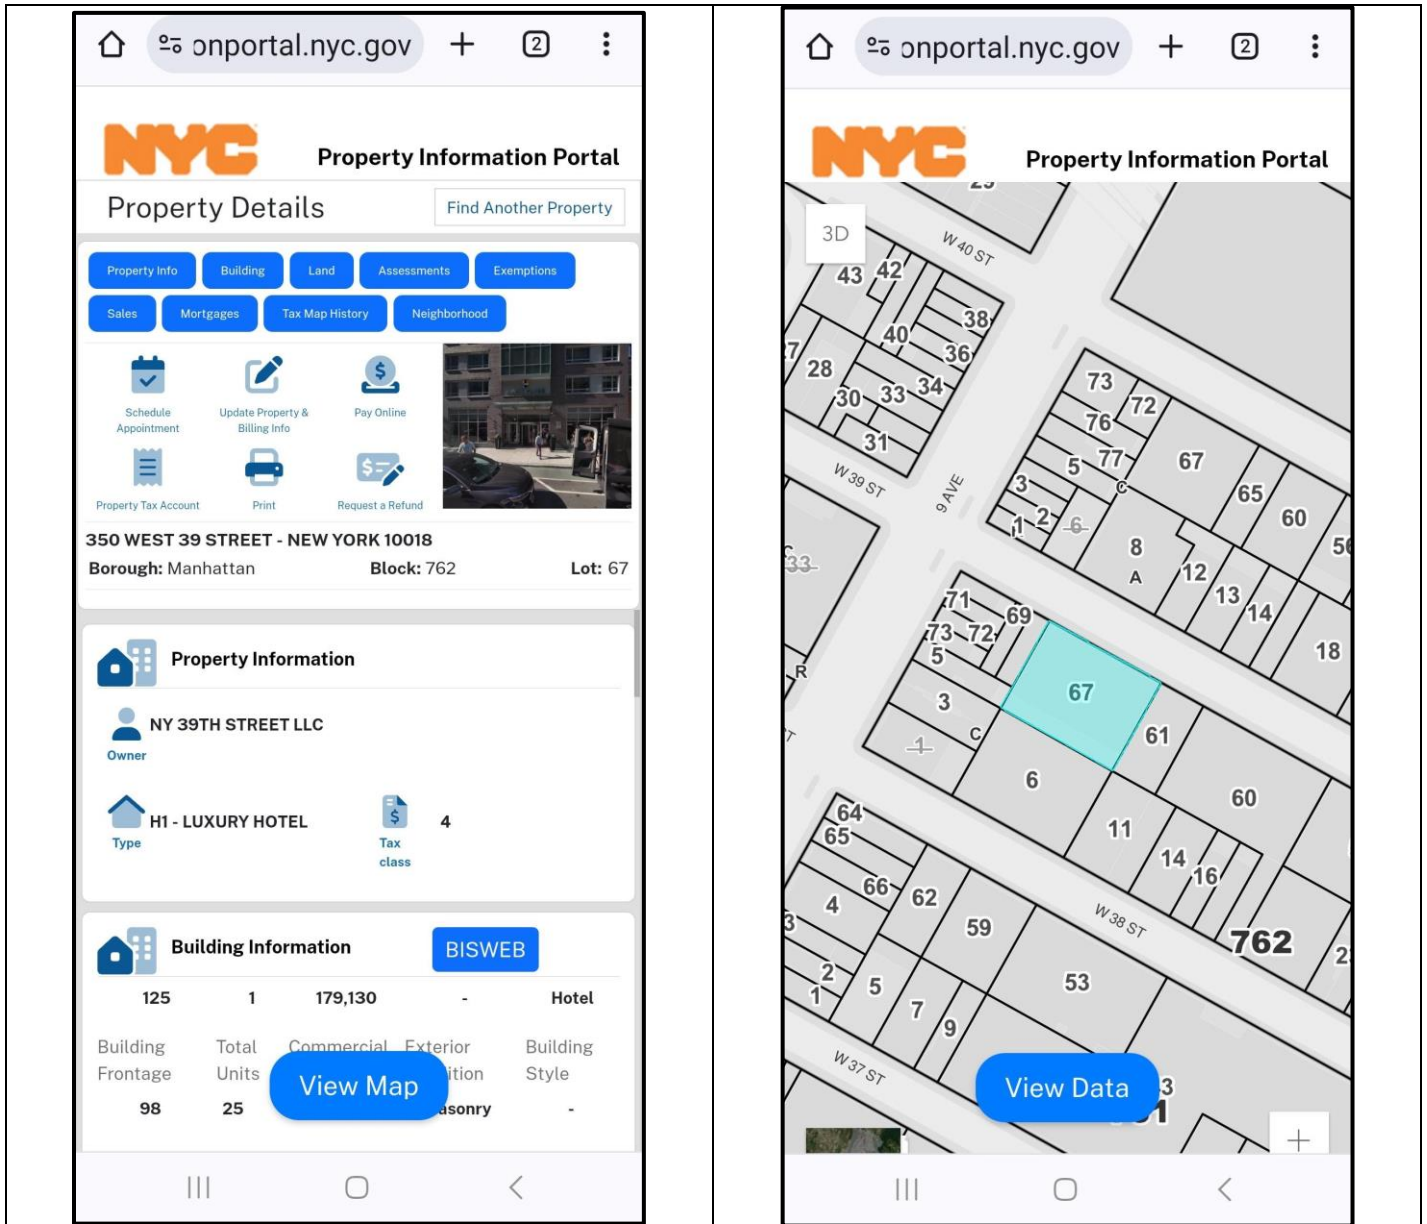 onportal.nyc.gov
2
NYC
Property Information Portal
Property Details
Find Another Property
Property Info
Building
Land
Assessments
Exemptions
Sales
Mortgages
Tax Map History
Neighborhood
Schedule
Appointment
Update Property &
Billing Info
Pay Online
Property Tax Account
Print
Request a Refund
350 WEST 39 STREET - NEW YORK 10018
Borough: Manhattan Block: 762 Lot: 67
Property Information
NY 39TH STREET LLC
Owner
H1 - LUXURY HOTEL
Type
4
Tax
class
Building Information
BISWEB
125 1 179,130 - Hotel
Building
Frontage
Total
Units
Commercial
Exterior
Building
Style
View Map
98 25 -
onportal.nyc.gov
2
NYC
Property Information Portal
3D
W 40 ST
43
42
38
40
36
28
34
30
33
31
W 39 ST
9 AVE
73
72
76
5
77
67
C
3
65
60
1
2
6
8
A
56
12
13
14
18
33
R
71
69
73
72
5
67
3
C
61
1
6
60
11
14
16
W 38 ST
762
64
65
66
62
4
59
53
2
1
5
7
9
W 37 ST
View Data